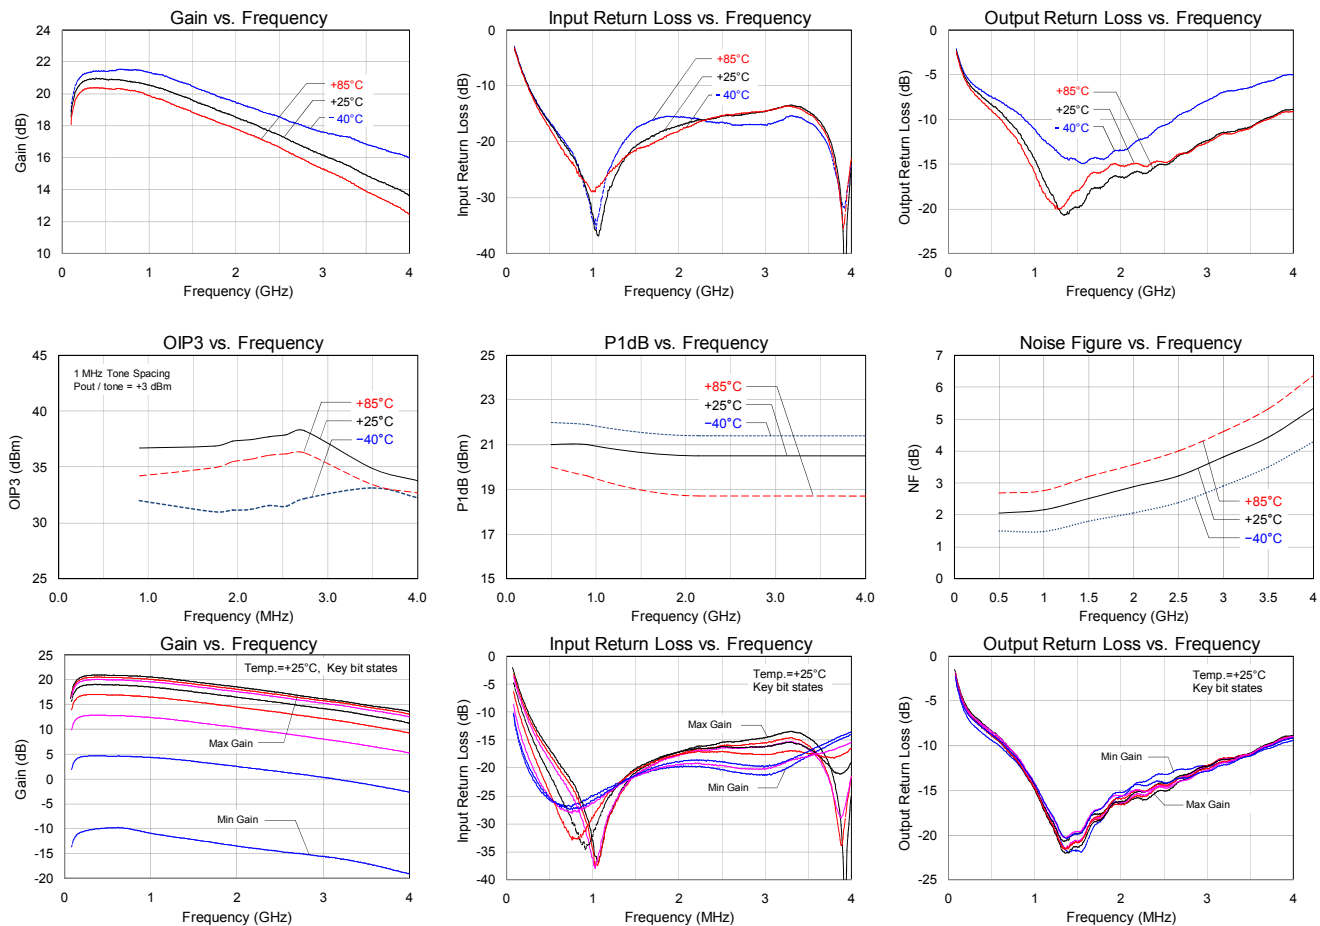 Gain vs. Frequency
24
22
20
18
16
14
12
10
Gain (dB)
+85°C
+25°C
−40°C
0
1
2
3
4
Frequency (GHz)
Input Return Loss vs. Frequency
0
-10
-20
-30
-40
Input Return Loss (dB)
+85°C
+25°C
- 40°C
0
1
2
3
4
Frequency (GHz)
Output Return Loss vs. Frequency
0
-5
-10
-15
-20
-25
Output Return Loss (dB)
+85°C
+25°C
- 40°C
0
1
2
3
4
Frequency (GHz)
OIP3 vs. Frequency
45
40
35
30
25
OIP3 (dBm)
1 MHz Tone Spacing
Pout / tone = +3 dBm
+85°C
+25°C
−40°C
0.0
1.0
2.0
3.0
4.0
Frequency (MHz)
P1dB vs. Frequency
25
23
21
19
17
15
P1dB (dBm)
+85°C
+25°C
−40°C
0.0
1.0
2.0
3.0
4.0
Frequency (GHz)
Noise Figure vs. Frequency
7
6
5
4
3
2
1
0
NF (dB)
+85°C
+25°C
−40°C
0
0.5
1
1.5
2
2.5
3
3.5
4
Frequency (GHz)
Gain vs. Frequency
25
20
15
10
5
0
-5
-10
-15
-20
Gain (dB)
Temp.=+25°C, Key bit states
Max Gain
Min Gain
0
1
2
3
4
Frequency (GHz)
Input Return Loss vs. Frequency
0
-5
-10
-15
-20
-25
-30
-35
-40
Input Return Loss (dB)
Temp.=+25°C
Key bit states
Max Gain
Min Gain
0
1
2
3
4
Frequency (MHz)
Output Return Loss vs. Frequency
0
-5
-10
-15
-20
-25
Output Return Loss (dB)
Temp.=+25°C
Key bit states
Min Gain
Max Gain
0
1
2
3
4
Frequency (MHz)